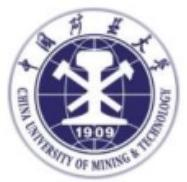 中国矿业大学
1909
CHINA UNIVERSITY OF MINING & TECHNOLOGY